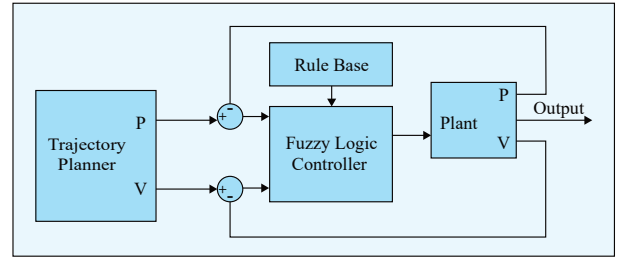 Rule Base
Trajectory
Planner
P
V
+
-
+
-
Fuzzy Logic
Controller
Plant
P
V
Output